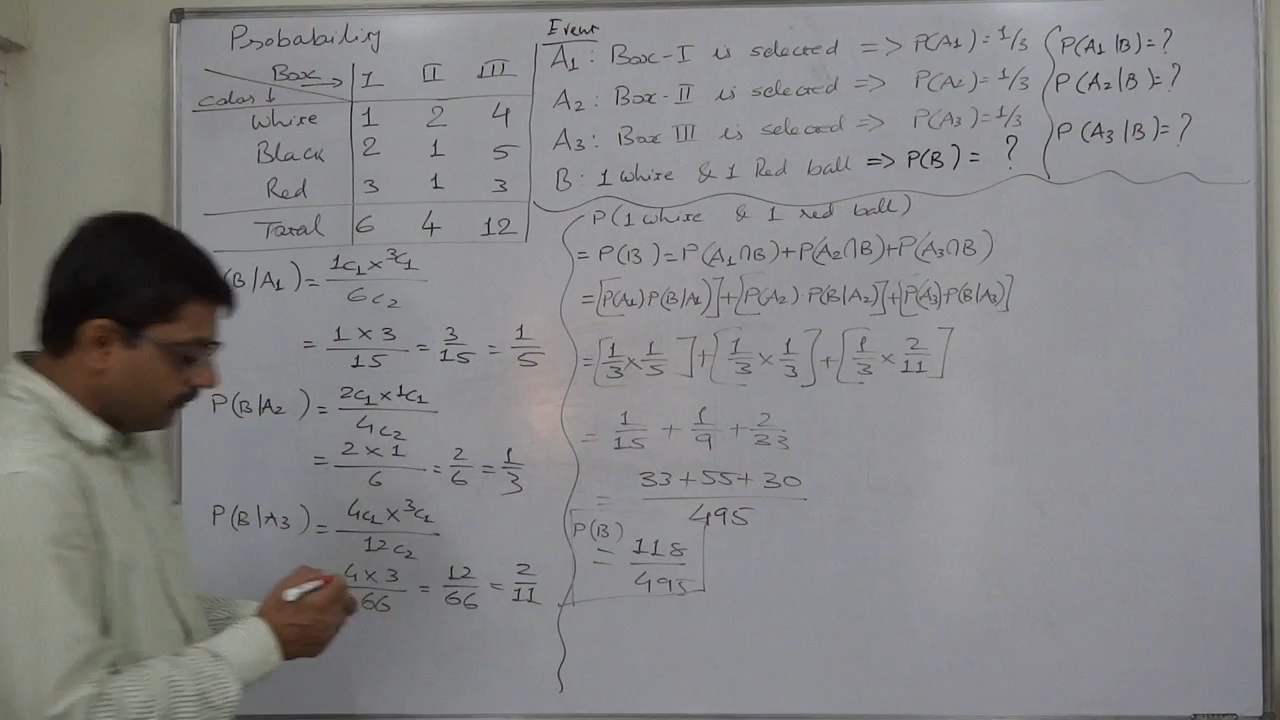 Probability
Box → I II III
Color ↓
White 1 2 4
Black 2 1 5
Red 3 1 3
Total 6 4 12
Event
A₁ : Box-I is selected => P(A₁) = 1/3
A₂ : Box-II is selected => P(A₂) = 1/3
A₃ : Box III is selected => P(A₃) = 1/3
B : 1 white & 1 Red ball => P(B) = ?
P(A₁|B) = ?
P(A₂|B) = ?
P(A₃|B) = ?
(B|A₁) = 1c₁ × 3c₁ / 6c₂
= 1 × 3 / 15 = 3/15 = 1/5
P(B|A₂) = 2c₁ × 1c₁ / 4c₂
= 2 × 1 / 6 = 2/6 = 1/3
P(B|A₃) = 4c₁ × 3c₁ / 12c₂
4 × 3 / 66 = 12/66 = 2/11
P(1 white & 1 red ball)
= P(B) = P(A₁∩B) + P(A₂∩B) + P(A₃∩B)
= [P(A₁) P(B|A₁)] + [P(A₂) · P(B|A₂)] + [P(A₃) · P(B|A₃)]
= [1/3 × 1/5] + [1/3 × 1/3] + [1/3 × 2/11]
= 1/15 + 1/9 + 2/33
= 33 + 55 + 30 / 495
P(B) = 118/495